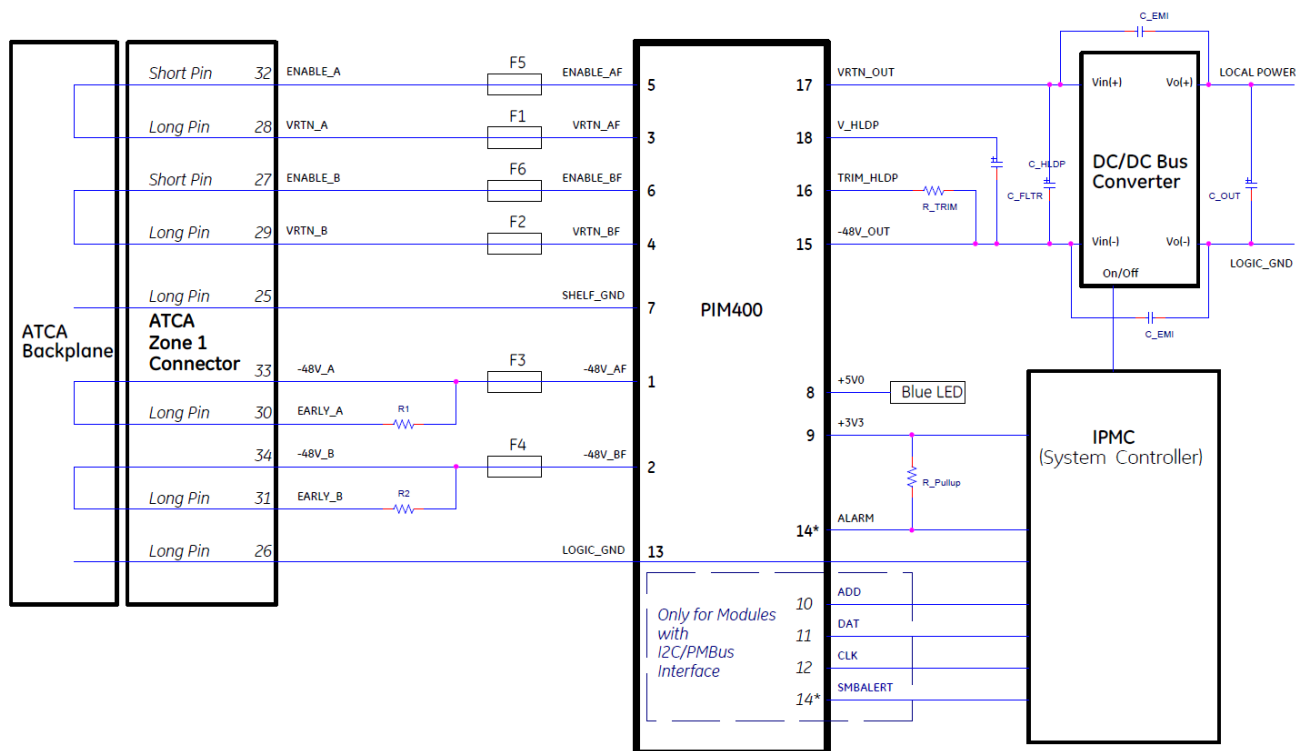 C_EMI
Short Pin 32 ENABLE_A F5 ENABLE_AF 5
17 VRTN_OUT Vin(+) Vo(+) LOCAL POWER
Long Pin 28 VRTN_A F1 VRTN_AF 3
18 V_HLDP
Short Pin 27 ENABLE_B F6 ENABLE_BF 6
16 TRIM_HLDP
R_TRIM
C_HLDP
C_FLTR
DC/DC Bus
Converter
C_OUT
Long Pin 29 VRTN_B F2 VRTN_BF 4
15 -48V_OUT Vin(-) Vo(-)
LOGIC_GND
On/Off
C_EMI
Long Pin 25 SHELF_GND 7
PIM400
ATCA
Backplane
ATCA
Zone 1
Connector
33 -48V_A F3 -48V_AF 1
Long Pin 30 EARLY_A R1
8 +5V0 Blue LED
9 +3V3
34 -48V_B F4 -48V_BF 2
Long Pin 31 EARLY_B R2
R_Pullup
IPMC
(System Controller)
14* ALARM
Long Pin 26 LOGIC_GND 13
Only for Modules
with
I2C/PMBus
Interface
10 ADD
11 DAT
12 CLK
14* SMBALERT